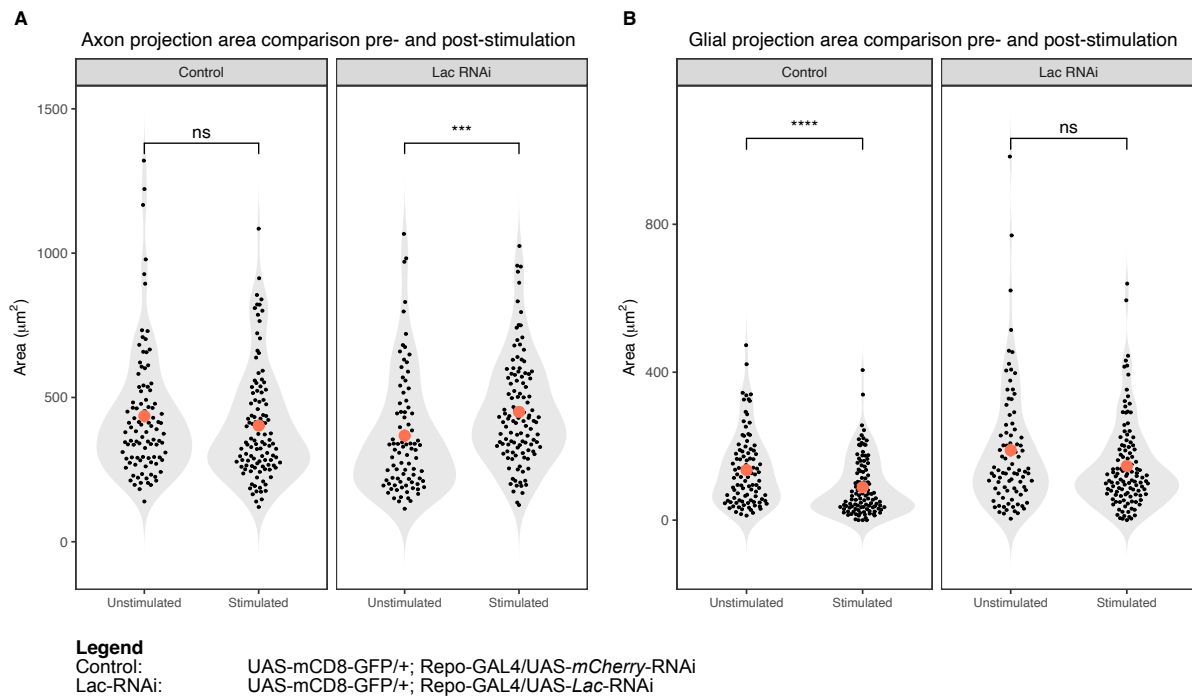 A
Axon projection area comparison pre- and post-stimulation
Control
Lac RNAi
1500
1000
500
0
Area (μm²)
ns
***
Unstimulated
Stimulated
Unstimulated
Stimulated
B
Glial projection area comparison pre- and post-stimulation
Control
Lac RNAi
800
400
0
Area (μm²)
****
ns
Unstimulated
Stimulated
Unstimulated
Stimulated
Legend
Control: UAS-mCD8-GFP/+; Repo-GAL4/UAS-mCherry-RNAi
Lac-RNAi: UAS-mCD8-GFP/+; Repo-GAL4/UAS-Lac-RNAi